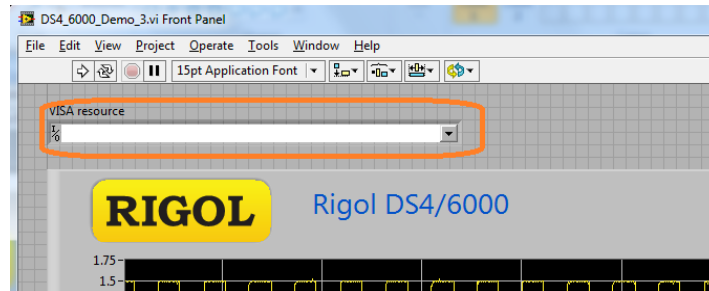 DS4_6000_Demo_3.vi Front Panel
File Edit View Project Operate Tools Window Help
15pt Application Font
VISA resource
I/O
RIGOL
Rigol DS4/6000
1.75-
1.5-